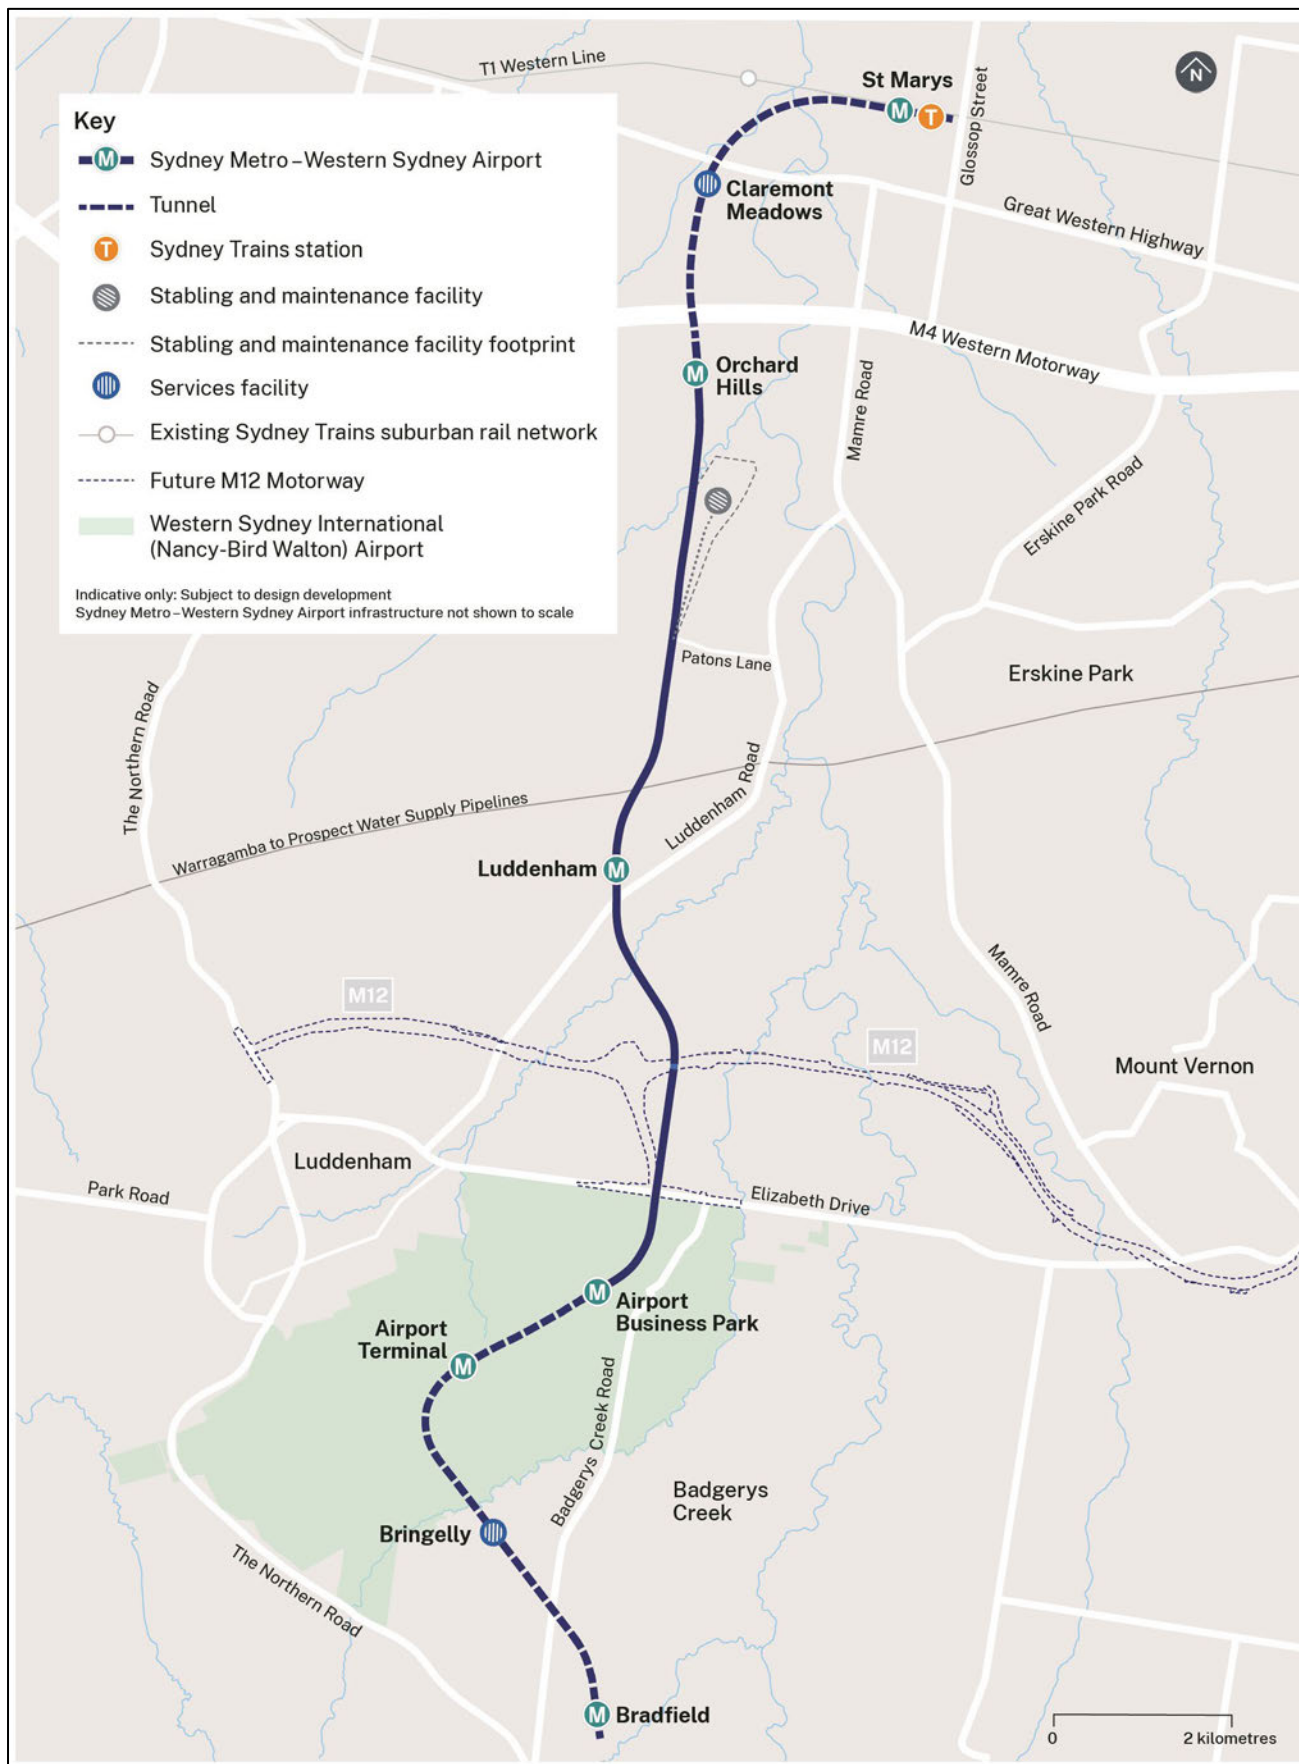 T1 Western Line
St Marys
N
M
T
Glossop Street
Key
M
Sydney Metro – Western Sydney Airport
Tunnel
T
Sydney Trains station
Stabling and maintenance facility
Stabling and maintenance facility footprint
Services facility
Existing Sydney Trains suburban rail network
Future M12 Motorway
Western Sydney International
(Nancy-Bird Walton) Airport
Indicative only: Subject to design development
Sydney Metro – Western Sydney Airport infrastructure not shown to scale
Claremont
Meadows
Great Western Highway
M4 Western Motorway
M
Orchard
Hills
Mamre Road
Erskine Park Road
Patons Lane
Erskine Park
The Northern Road
Luddenham Road
Warragamba to Prospect Water Supply Pipelines
Luddenham
M
Mamre Road
M12
M12
Mount Vernon
Luddenham
Park Road
Elizabeth Drive
M
Airport
Business Park
Airport
Terminal
M
Badgerys Creek Road
Badgerys
Creek
Bringelly
The Northern Road
M
Bradfield
0
2 kilometres